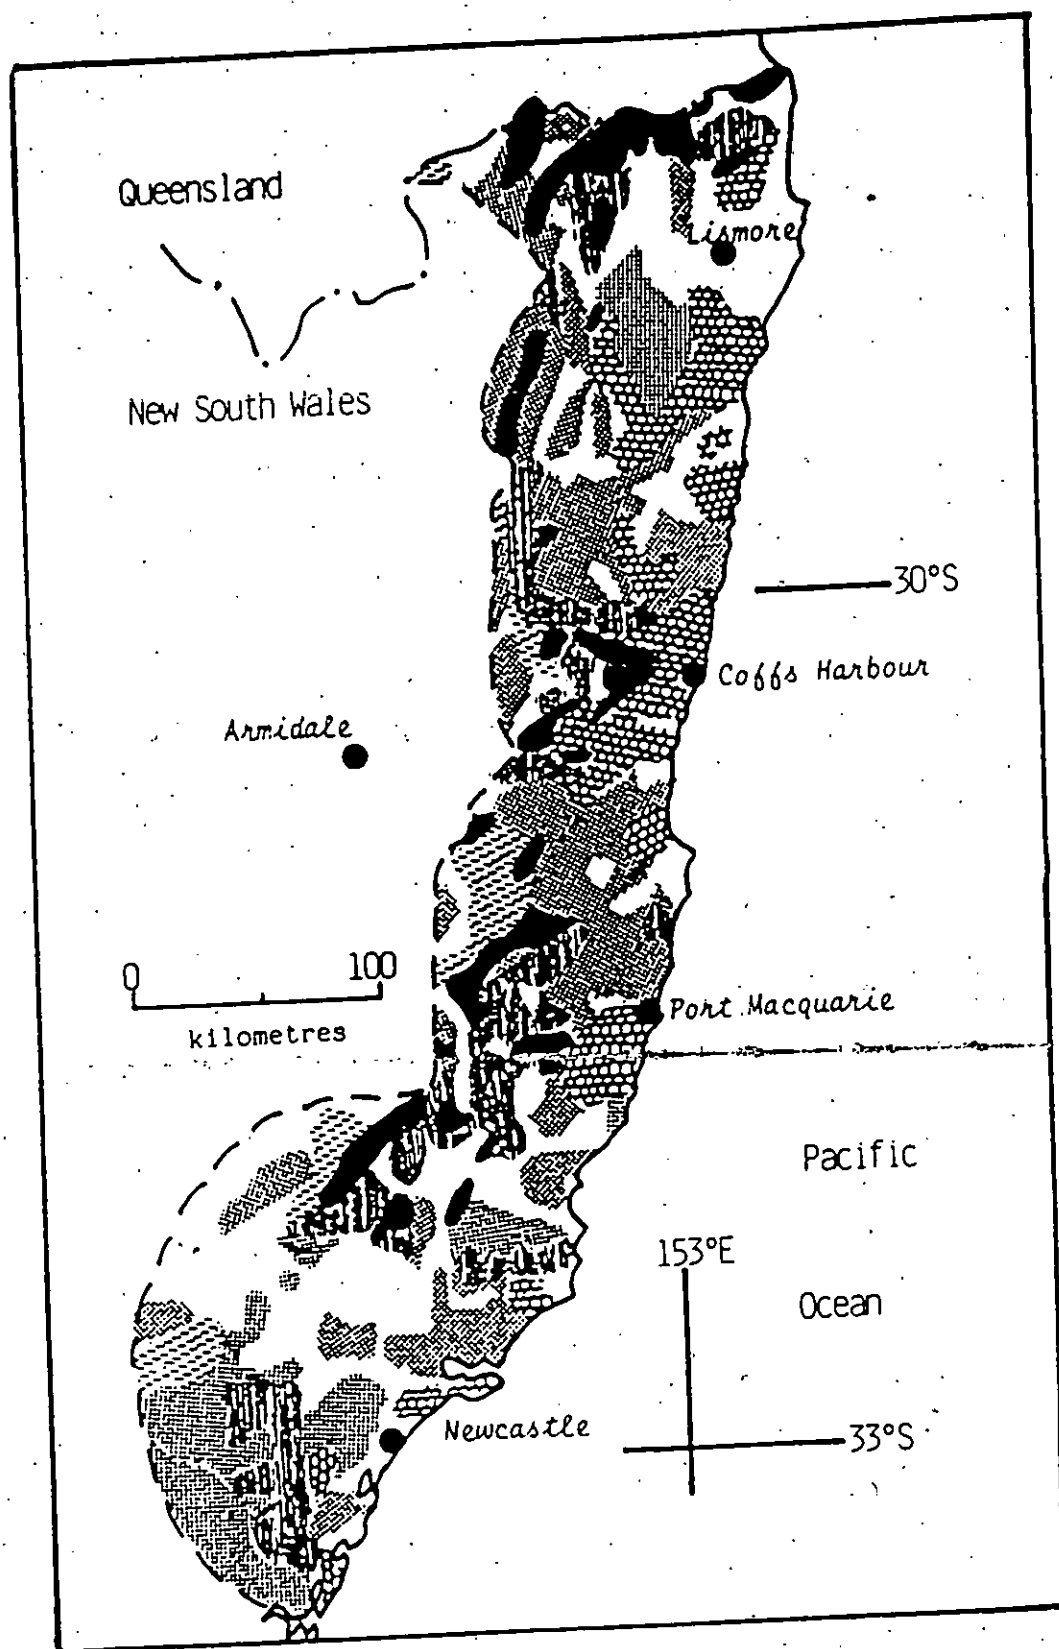 Queensland
Lismore
New South Wales
30°S
Coffs Harbour
Armidale
0 100
kilometres
Port Macquarie
Pacific
153°E
Ocean
Newcastle
33°S